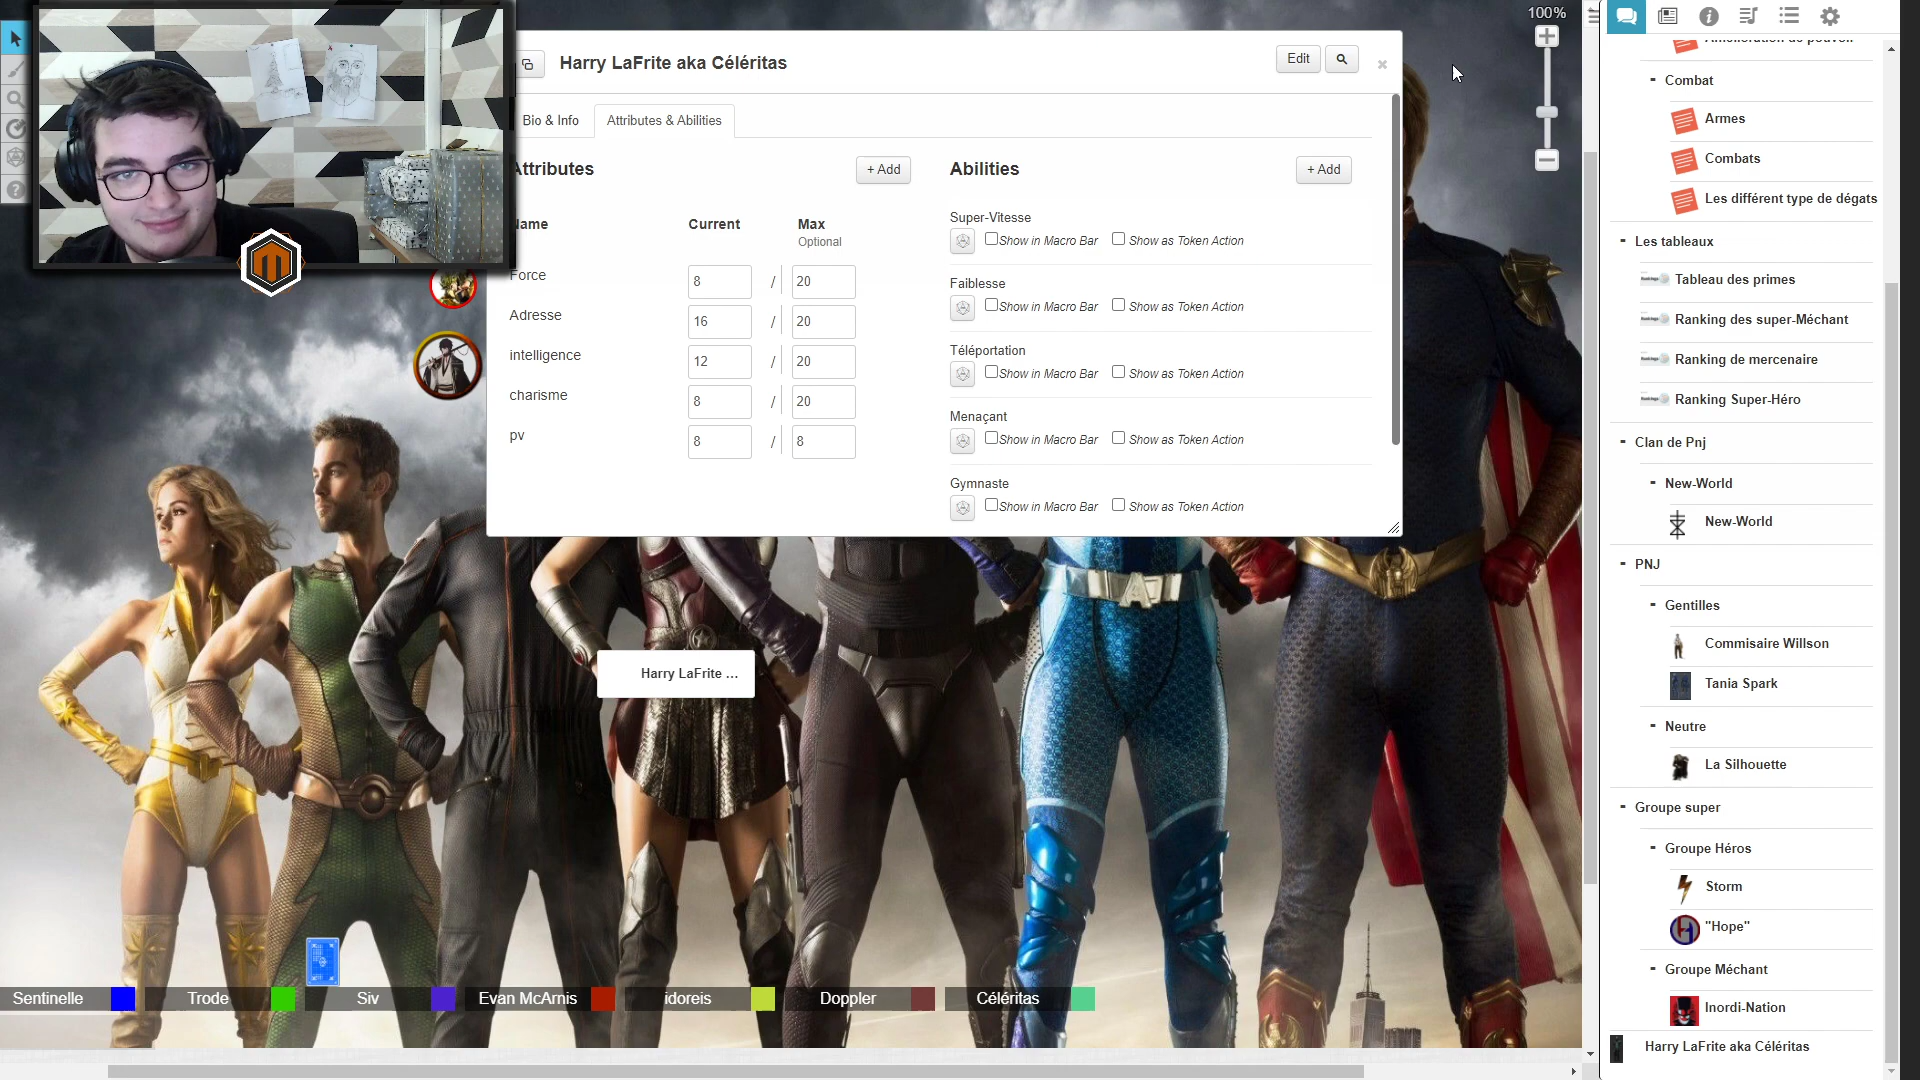 100%
Harry LaFrite aka Céléritas
Edit
Bio & Info
Attributes & Abilities
Attributes
+ Add
Name
Current
Max
Optional
Force
8
/
20
Adresse
16
/
20
intelligence
12
/
20
charisme
8
/
20
pv
8
/
8
Abilities
+ Add
Super-Vitesse
Show in Macro Bar
Show as Token Action
Faiblesse
Show in Macro Bar
Show as Token Action
Téléportation
Show in Macro Bar
Show as Token Action
Menaçant
Show in Macro Bar
Show as Token Action
Gymnaste
Show in Macro Bar
Show as Token Action
Harry LaFrite ...
Sentinelle
Trode
Siv
Evan McArnis
idoreis
Doppler
Céléritas
Amélioration de pouvoir
Combat
Armes
Combats
Les différent type de dégats
Les tableaux
Tableau des primes
Ranking des super-Méchant
Ranking de mercenaire
Ranking Super-Héro
Clan de Pnj
New-World
New-World
PNJ
Gentilles
Commisaire Willson
Tania Spark
Neutre
La Silhouette
Groupe super
Groupe Héros
Storm
"Hope"
Groupe Méchant
Inordi-Nation
Harry LaFrite aka Céléritas